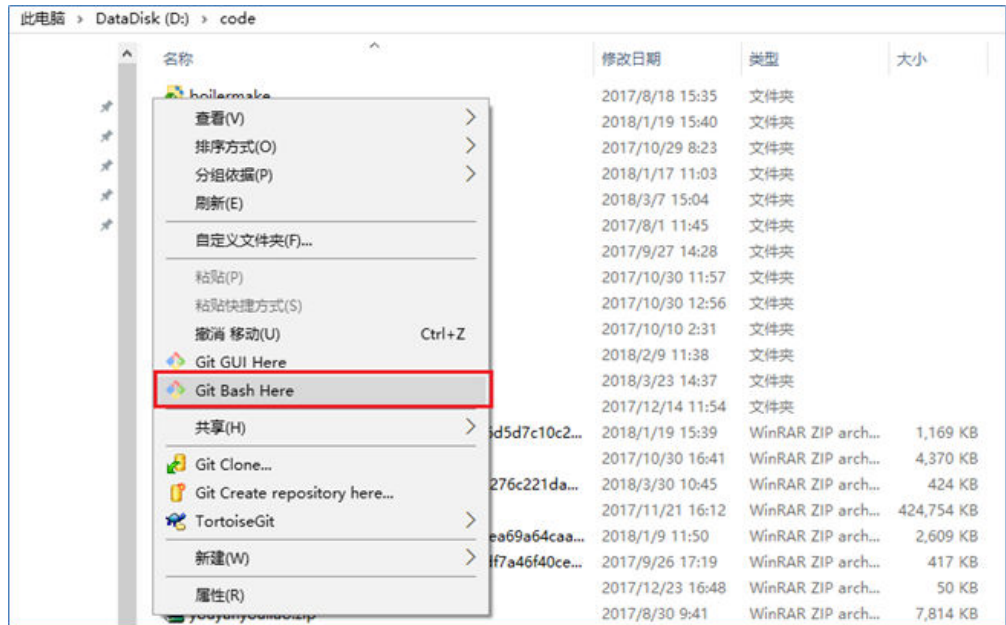 此电脑 › DataDisk (D:) › code
名称 修改日期 类型 大小
boilermake 2017/8/18 15:35 文件夹
查看(V) 2018/1/19 15:40 文件夹
排序方式(O) 2017/10/29 8:23 文件夹
分组依据(P) 2018/1/17 11:03 文件夹
刷新(E) 2018/3/7 15:04 文件夹
2017/8/1 11:45 文件夹
自定义文件夹(F)... 2017/9/27 14:28 文件夹
粘贴(P) 2017/10/30 11:57 文件夹
粘贴快捷方式(S) 2017/10/30 12:56 文件夹
撤消 移动(U) Ctrl+Z 2017/10/10 2:31 文件夹
Git GUI Here 2018/2/9 11:38 文件夹
Git Bash Here 2018/3/23 14:37 文件夹
2017/12/14 11:54 文件夹
共享(H) 5d5d7c10c2... 2018/1/19 15:39 WinRAR ZIP arch... 1,169 KB
Git Clone... 2017/10/30 16:41 WinRAR ZIP arch... 4,370 KB
Git Create repository here... 276c221da... 2018/3/30 10:45 WinRAR ZIP arch... 424 KB
TortoiseGit 2017/11/21 16:12 WinRAR ZIP arch... 424,754 KB
ea69a64caa... 2018/1/9 11:50 WinRAR ZIP arch... 2,609 KB
新建(W) df7a46f40ce... 2017/9/26 17:19 WinRAR ZIP arch... 417 KB
2017/12/23 16:48 WinRAR ZIP arch... 50 KB
属性(R) 2017/8/30 9:41 WinRAR ZIP arch... 7,814 KB